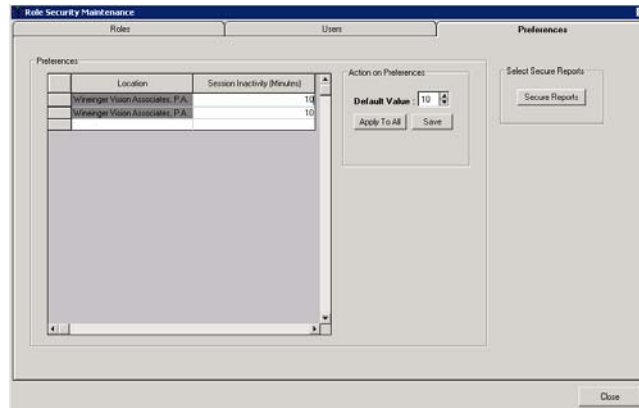 Role Security Maintenance
Roles
Users
Preferences
Preferences
Location Session Inactivity (Minutes)
Wineinger Vision Associates, P.A. 10
Wineinger Vision Associates, P.A. 10
Action on Preferences
Default Value : 10
Apply To All Save
Select Secure Reports
Secure Reports
Close